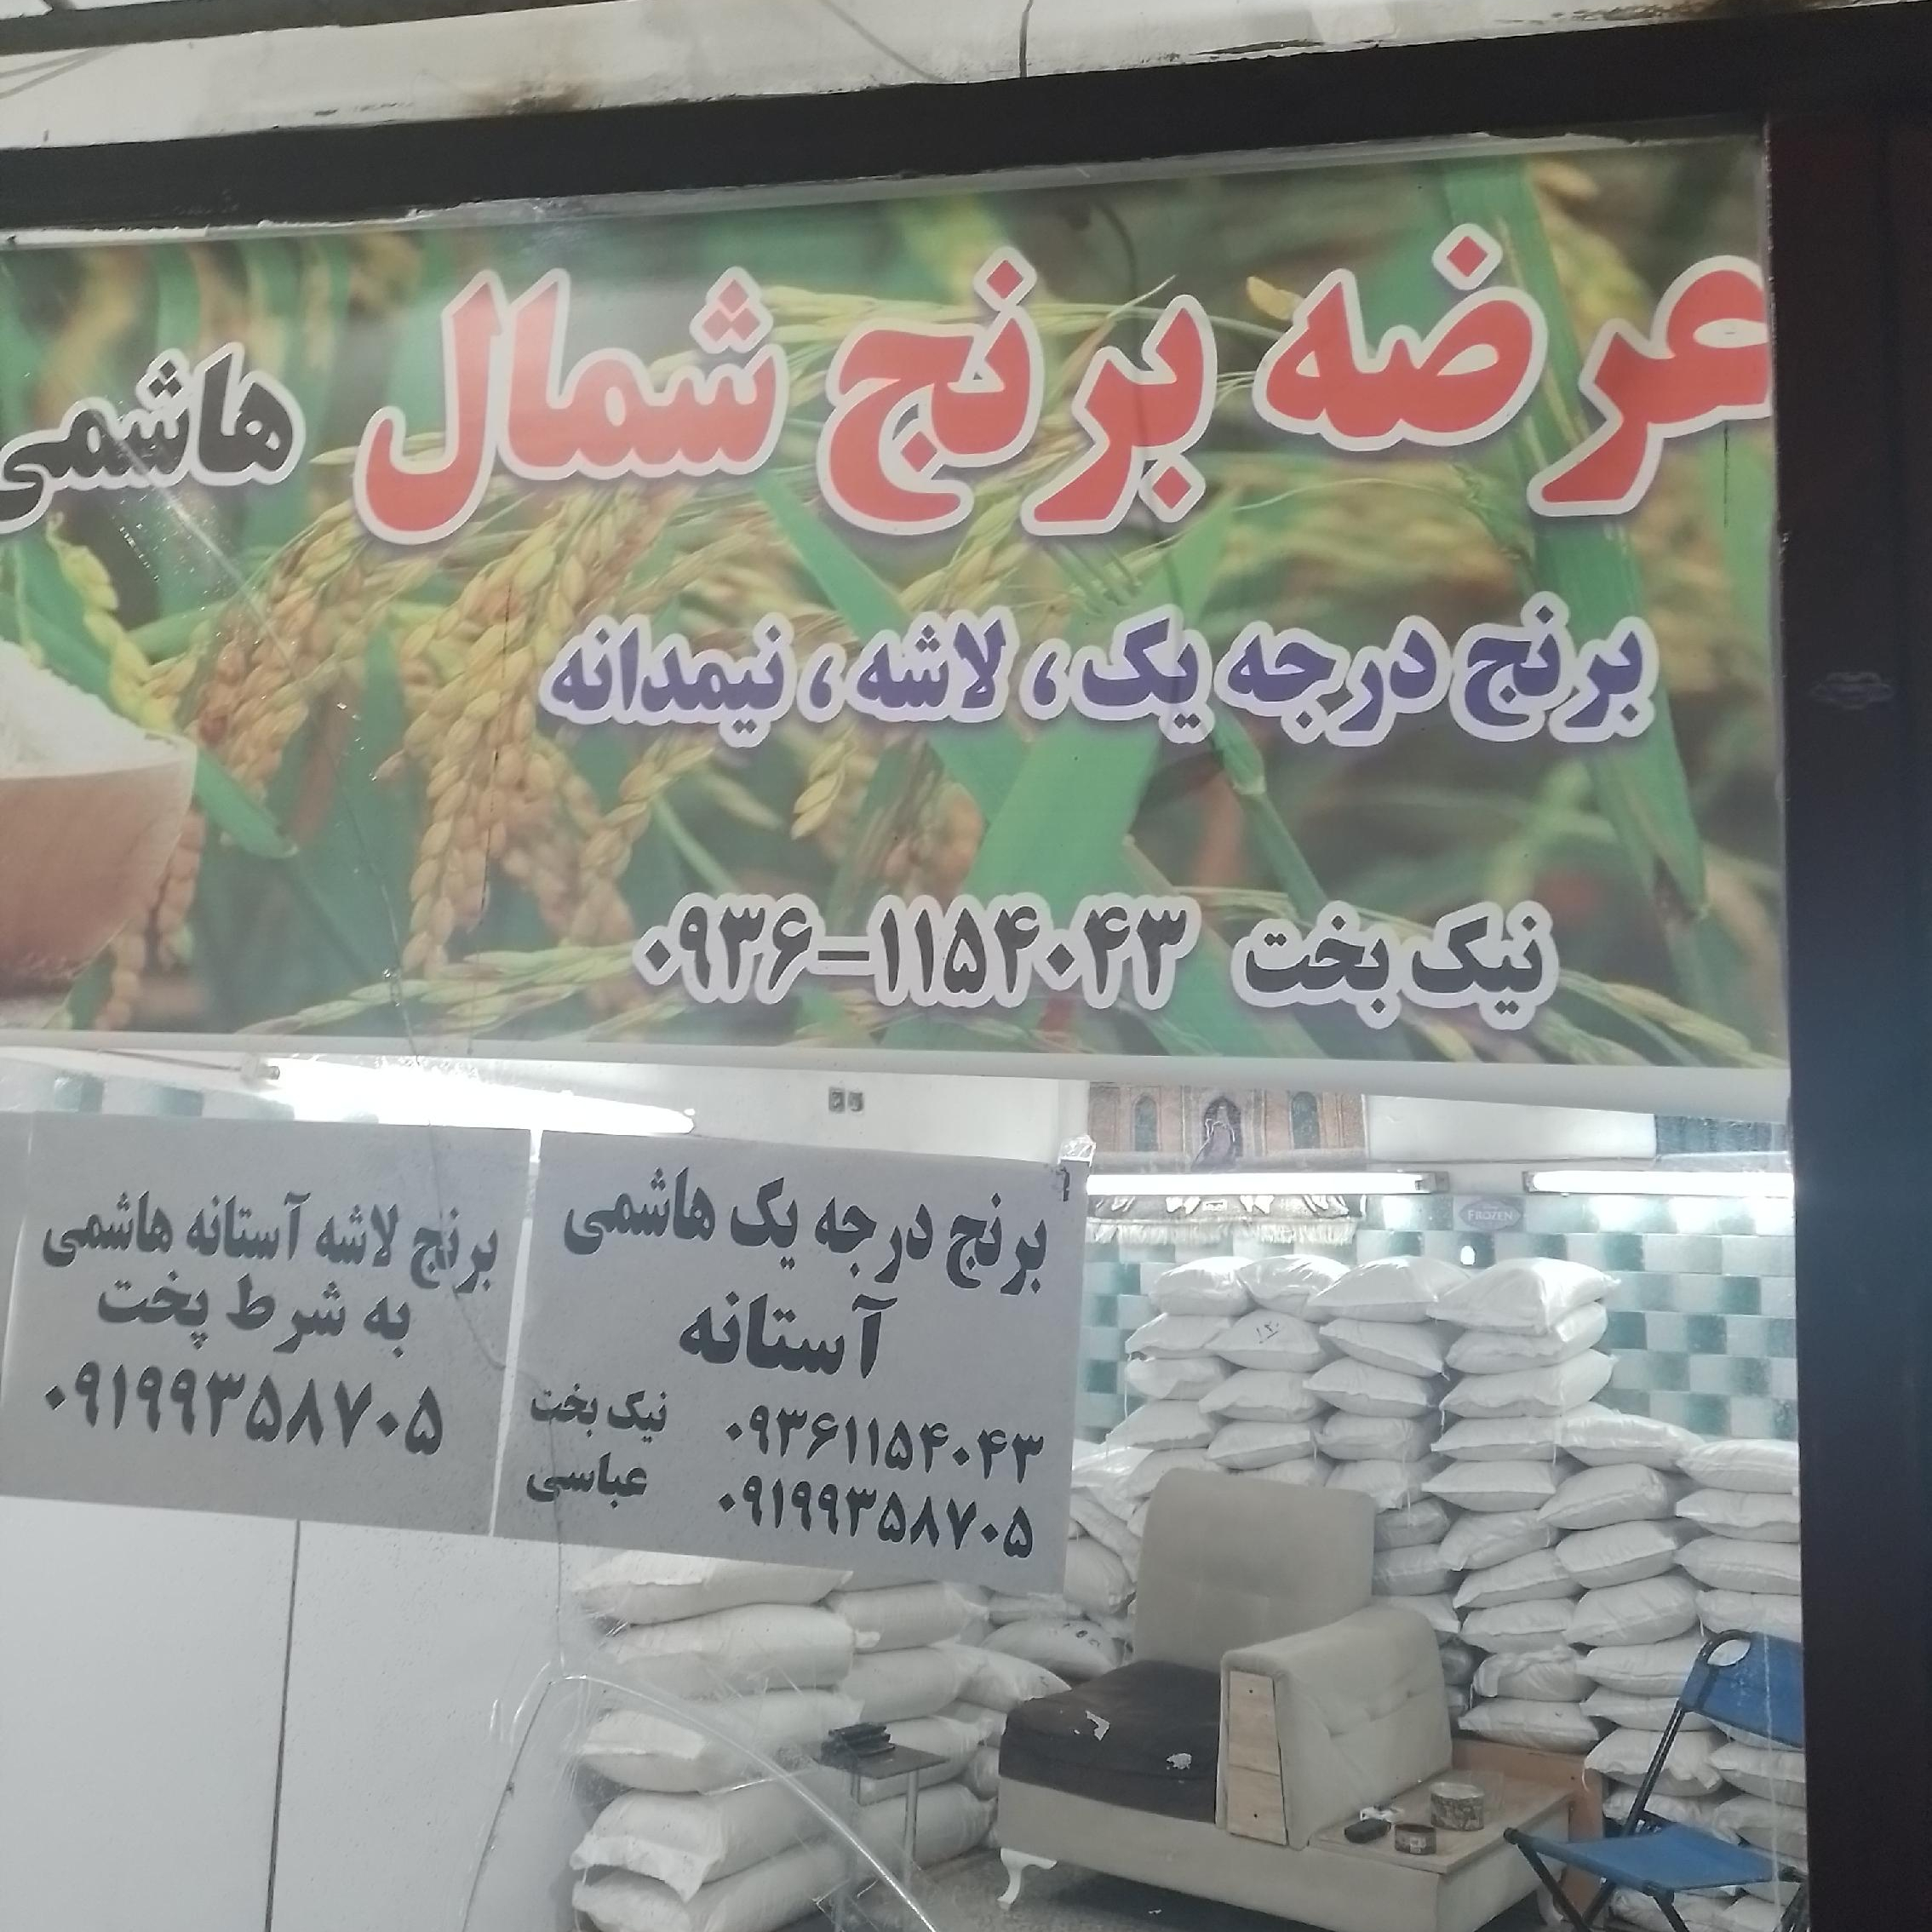 عرضه برنج شمال هاشمی
برنج درجه یک ، لاشه ، نیمدانه
نیک بخت ۰۹۳۶-۱۱۵۴۰۴۳
برنج درجه یک هاشمی
آستانه
۰۹۳۶۱۱۵۴۰۴۳ نیک بخت
۰۹۱۹۹۳۵۸۷۰۵ عباسی
برنج لاشه آستانه هاشمی
به شرط پخت
۰۹۱۹۹۳۵۸۷۰۵
FROZEN